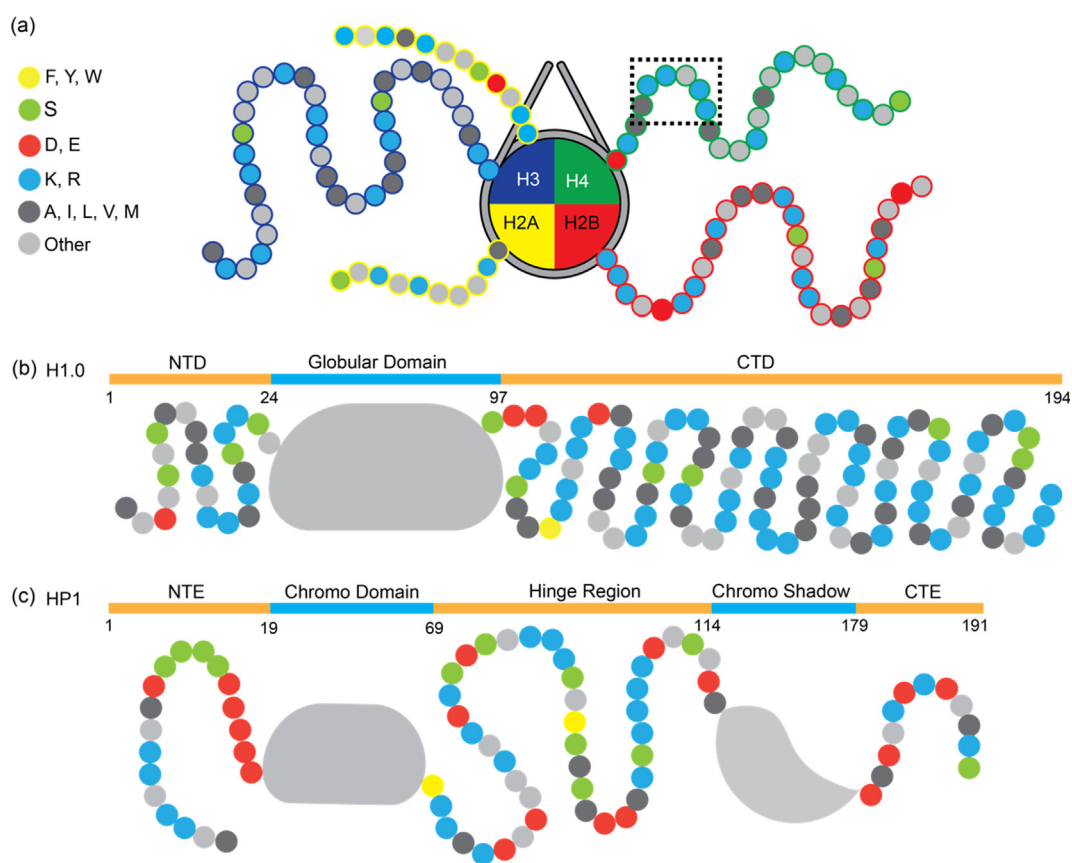 (a)
F, Y, W
S
D, E
K, R
A, I, L, V, M
Other
H3 H4
H2A H2B
(b) H1.0
NTD Globular Domain CTD
1 24 97 194
(c) HP1
NTE Chromo Domain Hinge Region Chromo Shadow CTE
1 19 69 114 179 191